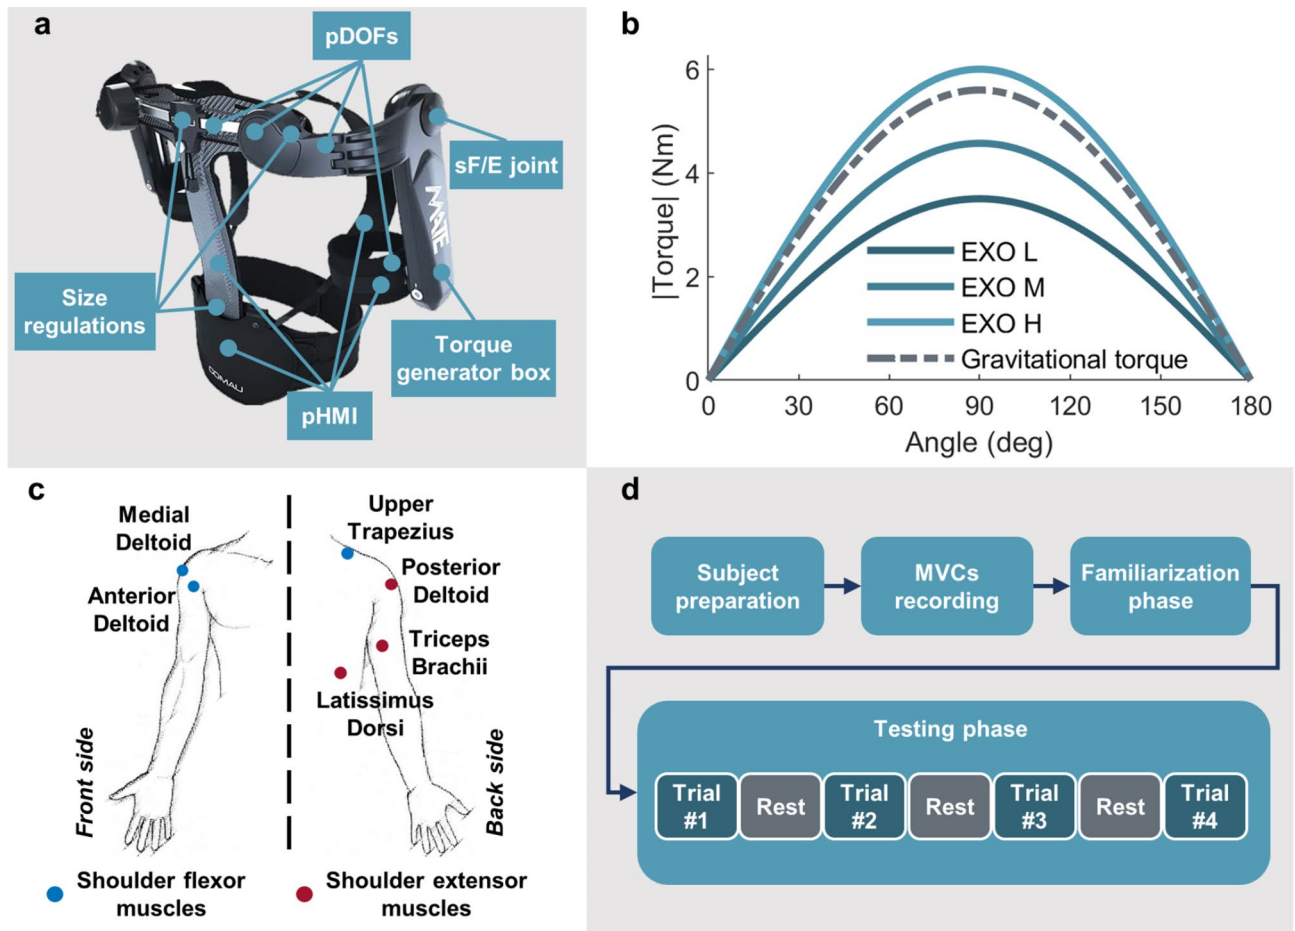 a
pDOFs
sF/E joint
MATE
Size
regulations
Torque
generator box
COMAU
pHMI
b
|Torque| (Nm)
6
4
2
0
EXO L
EXO M
EXO H
Gravitational torque
0 30 60 90 120 150 180
Angle (deg)
c
Medial
Deltoid
Anterior
Deltoid
Upper
Trapezius
Posterior
Deltoid
Triceps
Brachii
Latissimus
Dorsi
Front side
Back side
Shoulder flexor
muscles
Shoulder extensor
muscles
d
Subject
preparation
MVCs
recording
Familiarization
phase
Testing phase
Trial
#1
Rest
Trial
#2
Rest
Trial
#3
Rest
Trial
#4